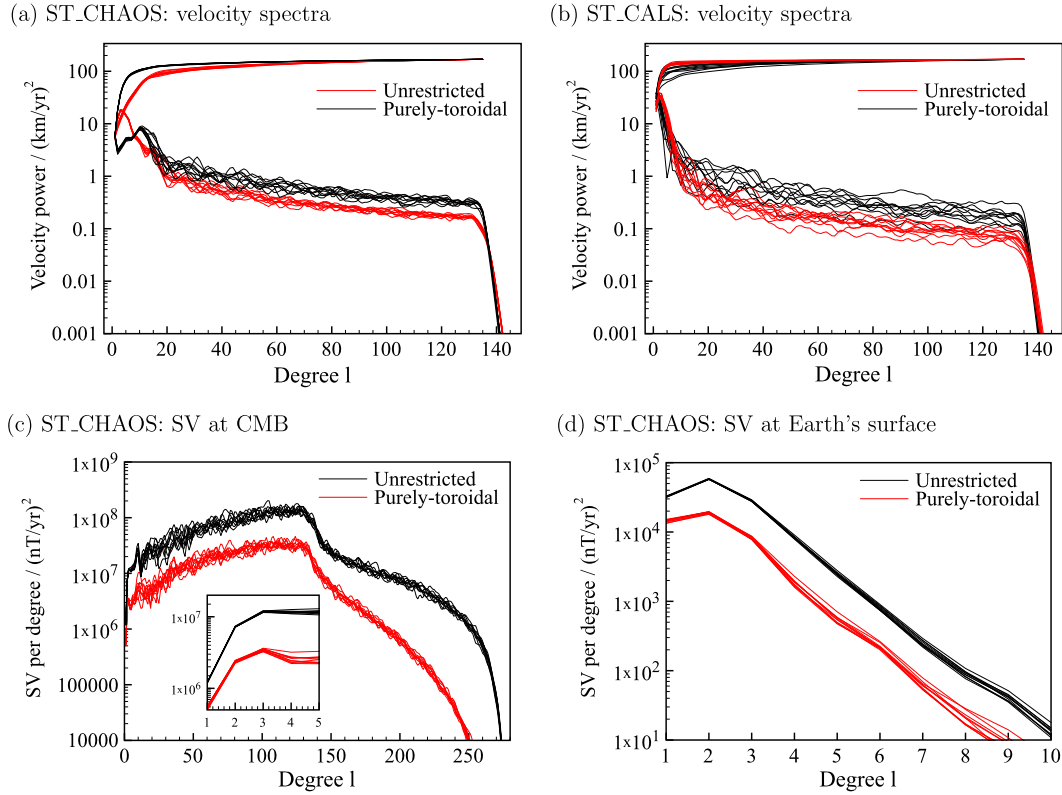 (a) ST_CHAOS: velocity spectra
Velocity power / (km/yr)²
100
10
1
0.1
0.01
0.001
Unrestricted
Purely-toroidal
0 20 40 60 80 100 120 140
Degree l
(b) ST_CALS: velocity spectra
Velocity power / (km/yr)²
100
10
1
0.1
0.01
0.001
Unrestricted
Purely-toroidal
0 20 40 60 80 100 120 140
Degree l
(c) ST_CHAOS: SV at CMB
SV per degree / (nT/yr)²
1x10⁹
1x10⁸
1x10⁷
1x10⁶
100000
10000
Unrestricted
Purely-toroidal
1x10⁷
1x10⁶
1 2 3 4 5
0 50 100 150 200 250
Degree l
(d) ST_CHAOS: SV at Earth's surface
SV per degree / (nT/yr)²
1x10⁵
1x10⁴
1x10³
1x10²
1x10¹
Unrestricted
Purely-toroidal
1 2 3 4 5 6 7 8 9 10
Degree l